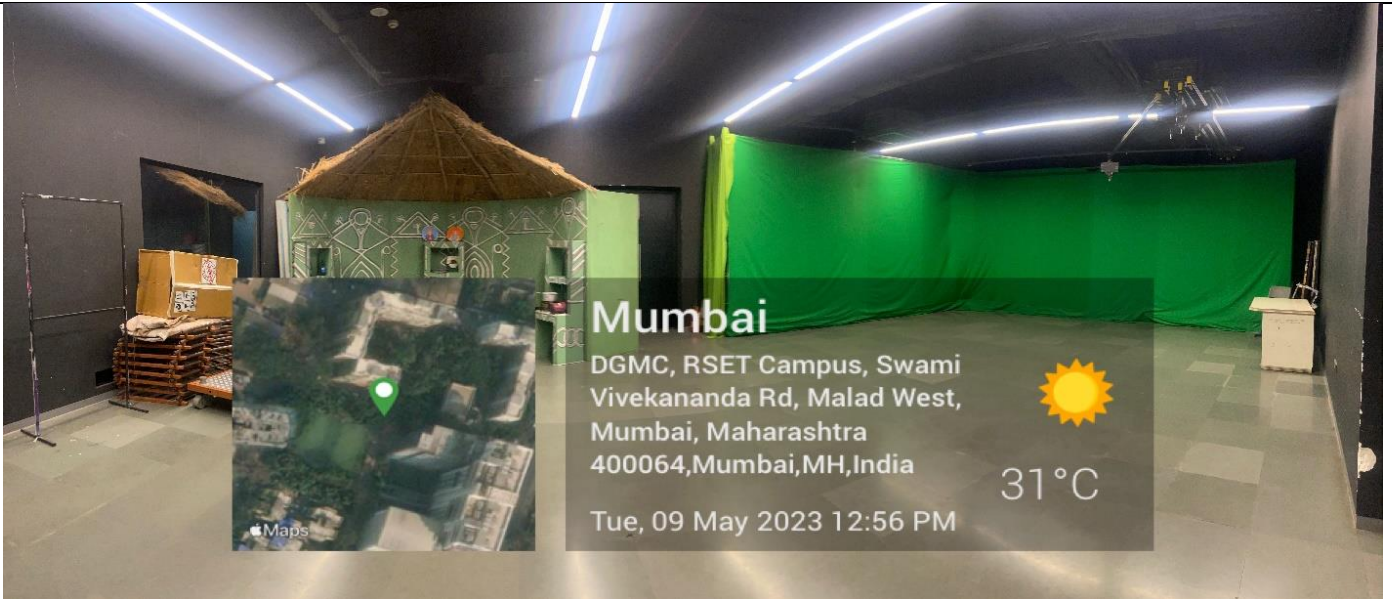 Mumbai
DGMC, RSET Campus, Swami
Vivekananda Rd, Malad West,
Mumbai, Maharashtra
400064,Mumbai,MH,India
31°C
Tue, 09 May 2023 12:56 PM
Maps